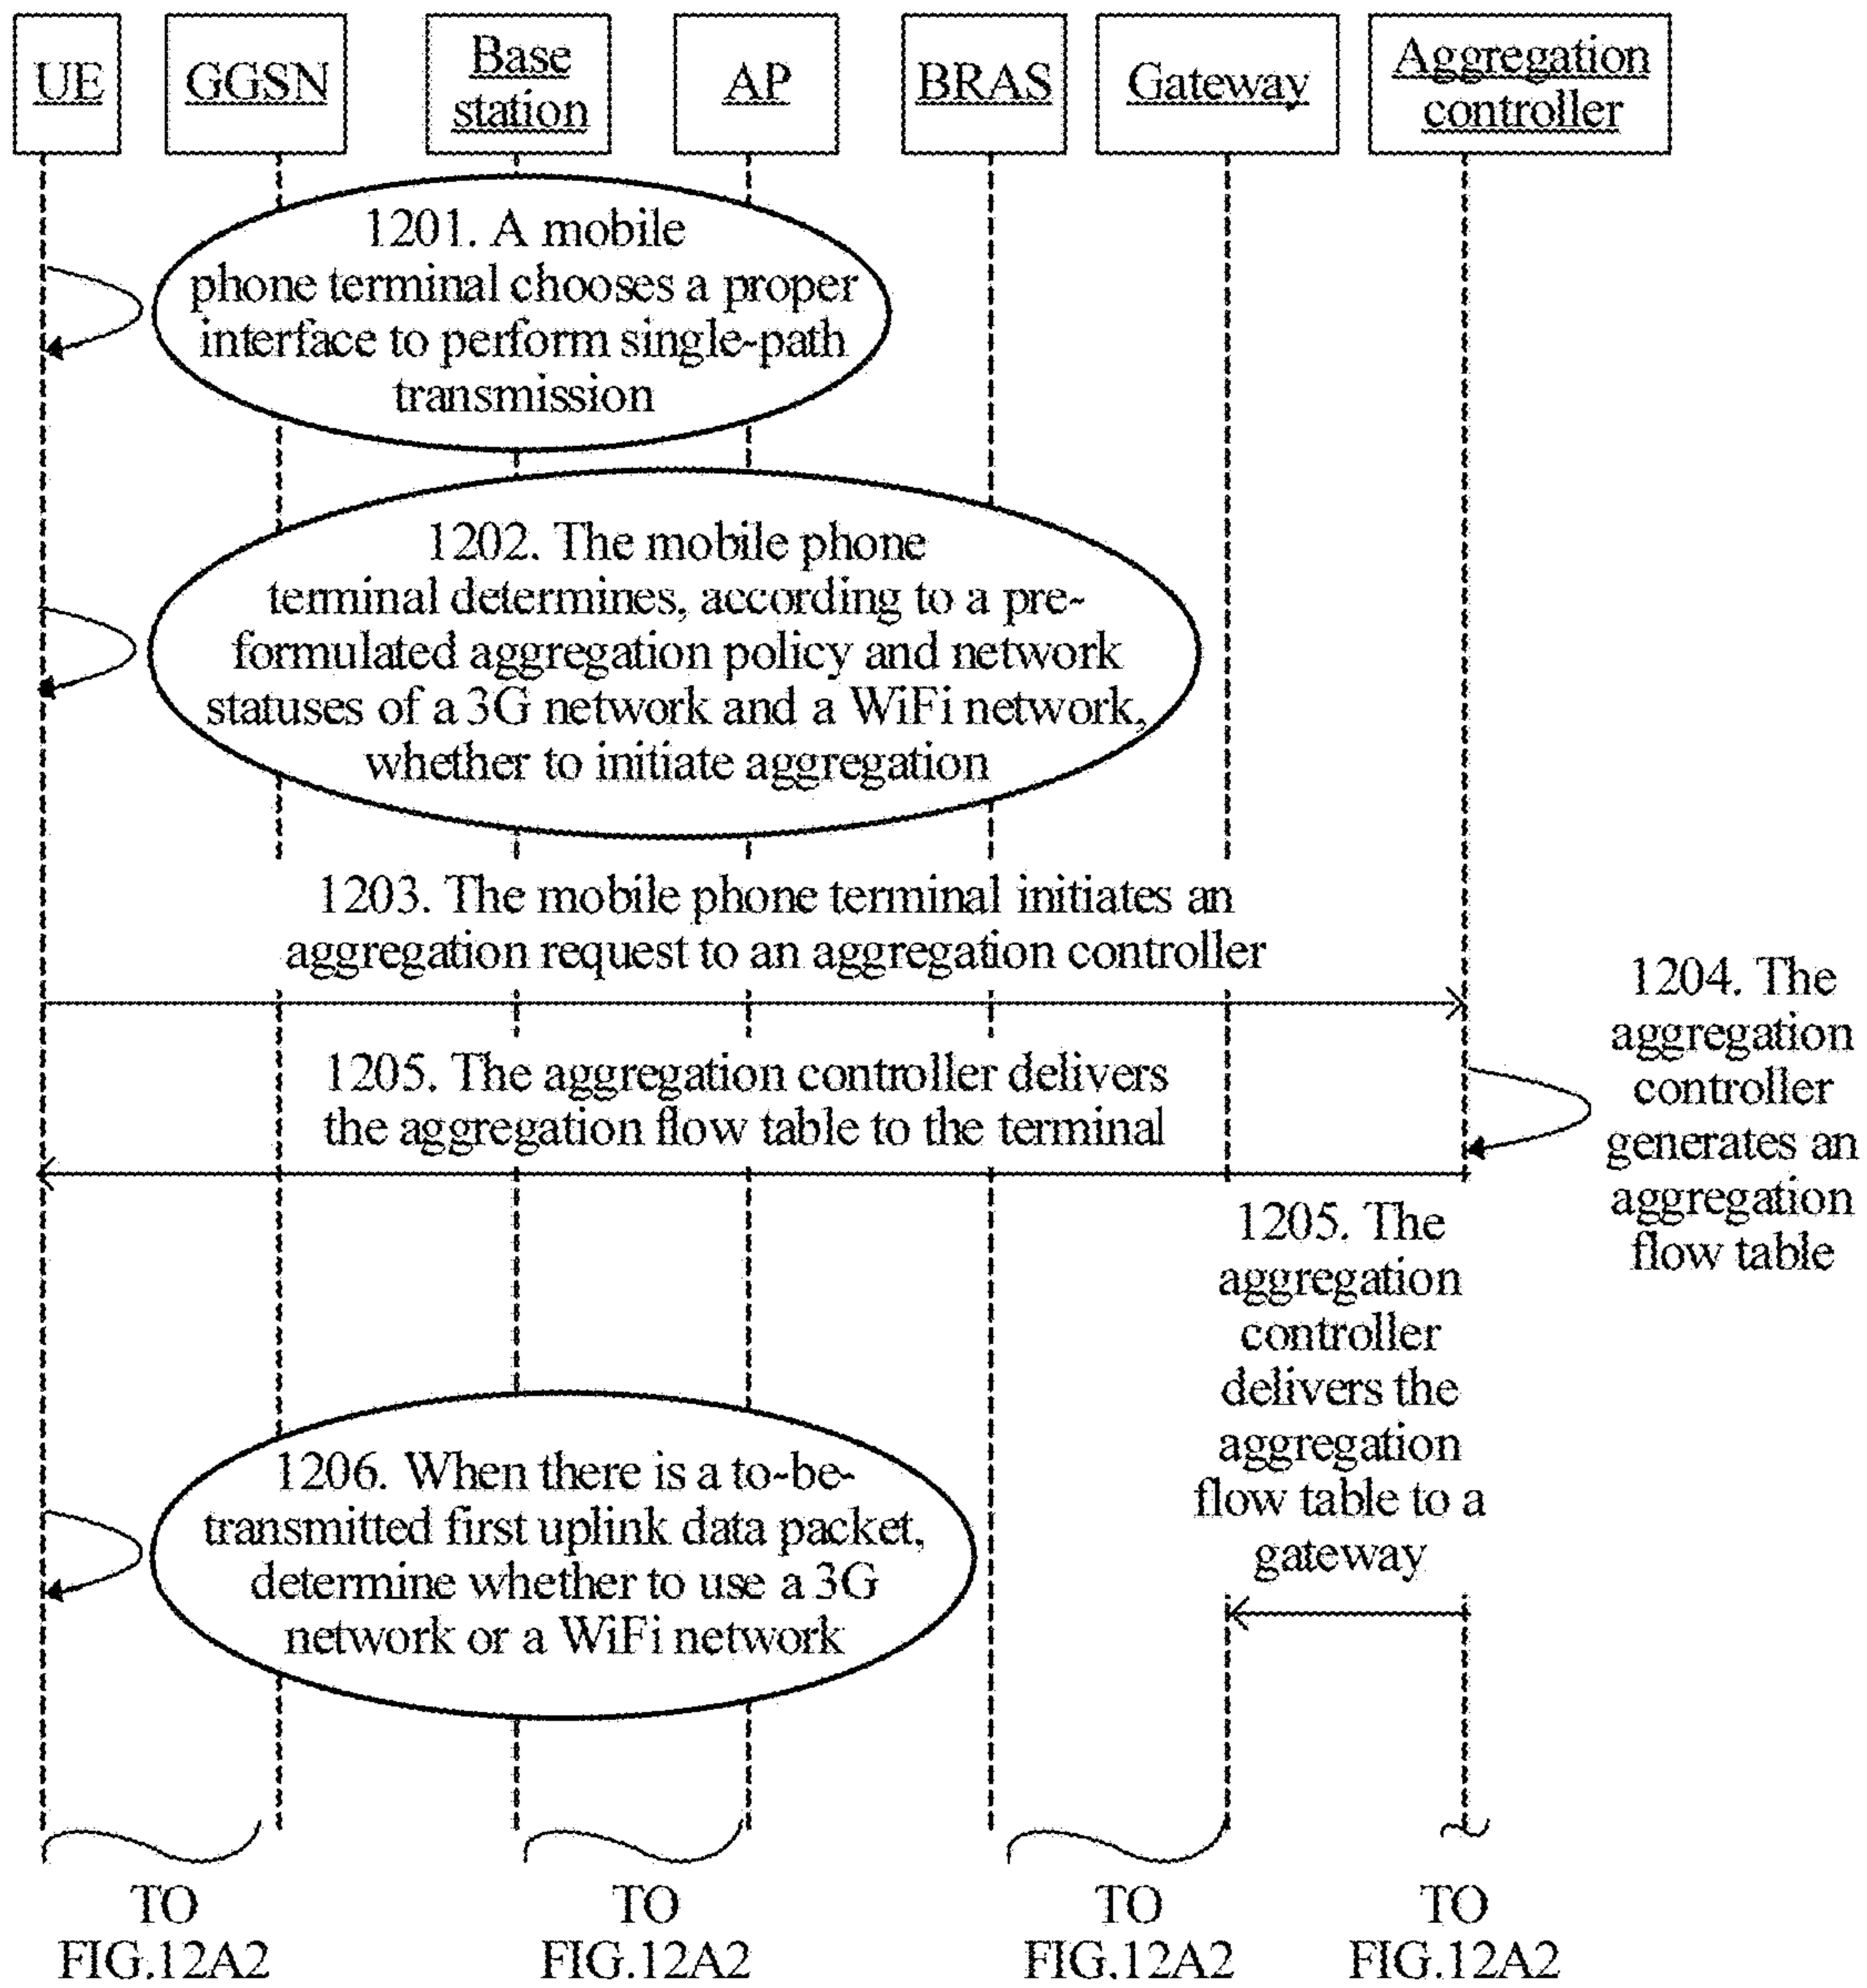 UE
GGSN
Base
station
AP
BRAS
Gateway
Aggregation
controller
1201. A mobile
phone terminal chooses a proper
interface to perform single-path
transmission
1202. The mobile phone
terminal determines, according to a pre-
formulated aggregation policy and network
statuses of a 3G network and a WiFi network,
whether to initiate aggregation
1203. The mobile phone terminal initiates an
aggregation request to an aggregation controller
1204. The
aggregation
controller
generates an
aggregation
flow table
1205. The aggregation controller delivers
the aggregation flow table to the terminal
1205. The
aggregation
controller
delivers the
aggregation
flow table to a
gateway
1206. When there is a to-be-
transmitted first uplink data packet,
determine whether to use a 3G
network or a WiFi network
TO
FIG.12A2
TO
FIG.12A2
TO
FIG.12A2
TO
FIG.12A2